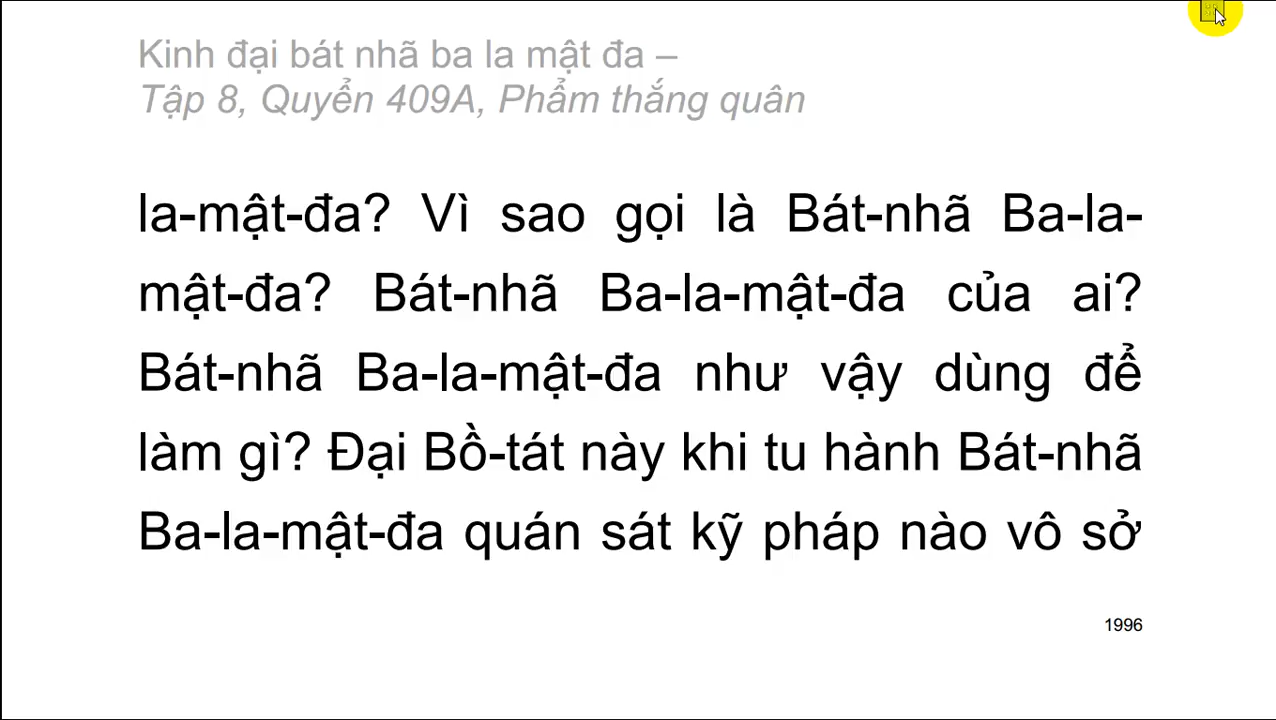 Kinh đại bát nhã ba la mật đa –
Tập 8, Quyển 409A, Phẩm thắng quân
la-mật-đa? Vì sao gọi là Bát-nhã Ba-la-
mật-đa? Bát-nhã Ba-la-mật-đa của ai?
Bát-nhã Ba-la-mật-đa như vậy dùng để
làm gì? Đại Bồ-tát này khi tu hành Bát-nhã
Ba-la-mật-đa quán sát kỹ pháp nào vô sở
1996